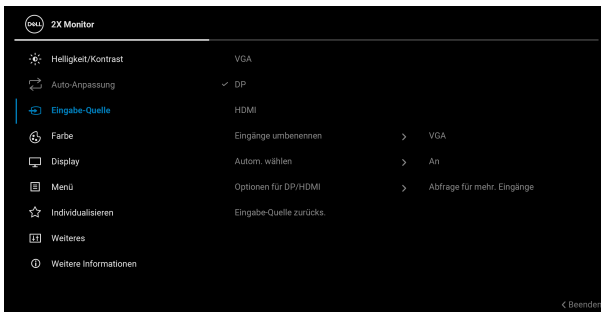 DELL 2X Monitor
Helligkeit/Kontrast VGA
Auto-Anpassung DP
Eingabe-Quelle HDMI
Farbe Eingänge umbenennen VGA
Display Autom. wählen An
Menü Optionen für DP/HDMI Abfrage für mehr. Eingänge
Individualisieren Eingabe-Quelle zurücks.
Weiteres
Weitere Informationen
Beenden